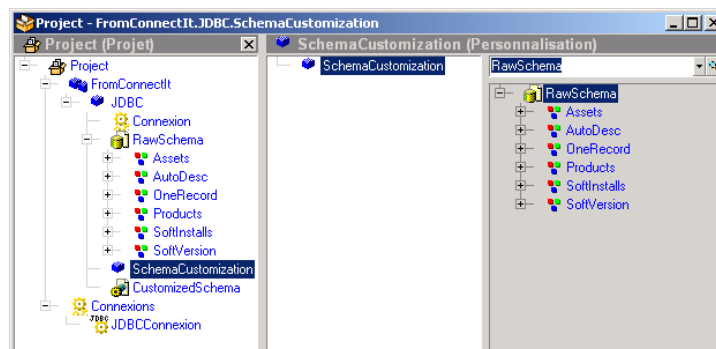 Project - FromConnectIt.JDBC.SchemaCustomization
Project (Projet)
Project
FromConnectIt
JDBC
Connexion
RawSchema
Assets
AutoDesc
OneRecord
Products
SoftInstalls
SoftVersion
SchemaCustomization
CustomizedSchema
Connexions
JDBC
JDBCConnexion
SchemaCustomization (Personnalisation)
SchemaCustomization
RawSchema
RawSchema
Assets
AutoDesc
OneRecord
Products
SoftInstalls
SoftVersion